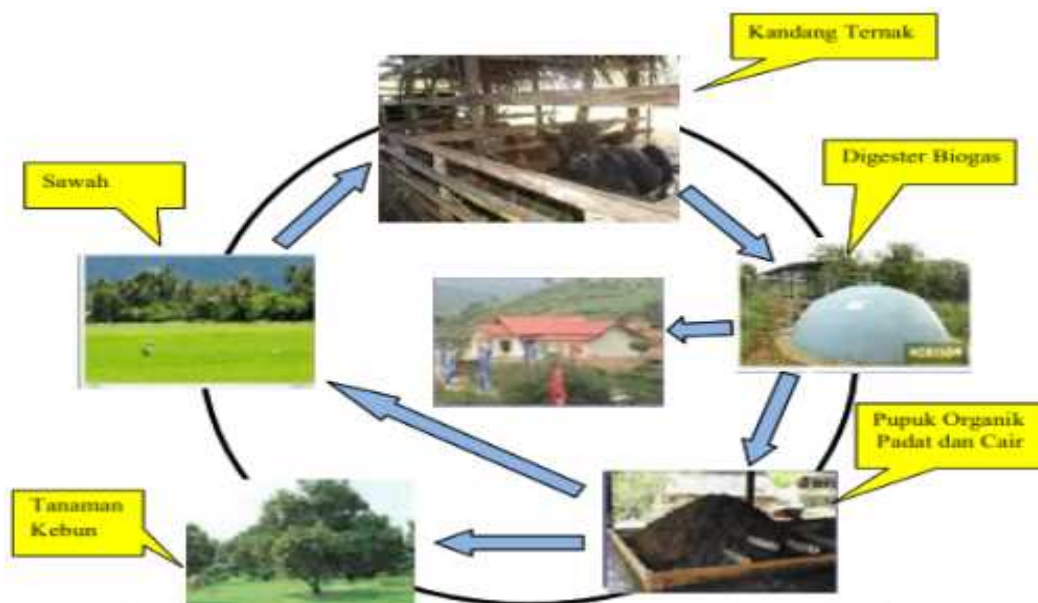 Kandang Ternak
Digester Biogas
Sawah
Pupuk Organik
Padat dan Cair
Tanaman
Kebun